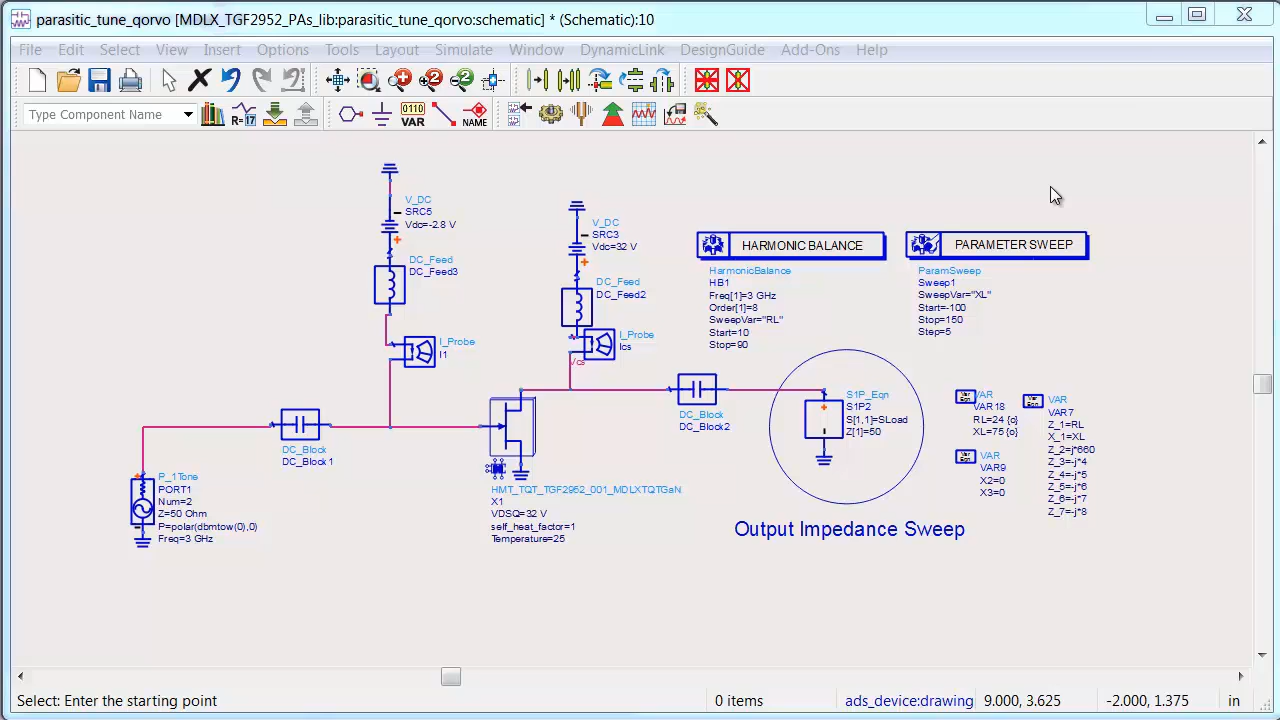 parasitic_tune_qorvo [MDLX_TGF2952_PAs_lib:parasitic_tune_qorvo:schematic] * (Schematic):10
File Edit Select View Insert Options Tools Layout Simulate Window DynamicLink DesignGuide Add-Ons Help
Type Component Name
R=17
0110
VAR
NAME
V_DC
SRC5
Vdc=-2.8 V
DC_Feed
DC_Feed3
I_Probe
I1
V_DC
SRC3
Vdc=32 V
DC_Feed
DC_Feed2
I_Probe
Ics
Vcs
HARMONIC BALANCE
HarmonicBalance
HB1
Freq[1]=3 GHz
Order[1]=8
SweepVar="RL"
Start=10
Stop=90
PARAMETER SWEEP
ParamSweep
Sweep1
SweepVar="XL"
Start=-100
Stop=150
Step=5
DC_Block
DC_Block1
P_1Tone
PORT1
Num=2
Z=50 Ohm
P=polar(dbmtow(0),0)
Freq=3 GHz
HMT_TQT_TGF2952_001_MDLXTQTGaN
X1
VDSQ=32 V
self_heat_factor=1
Temperature=25
DC_Block
DC_Block2
S1P_Eqn
S1P2
S[1,1]=SLoad
Z[1]=50
Output Impedance Sweep
VAR
VAR18
RL=24 {o}
XL=75 {o}
VAR
VAR9
X2=0
X3=0
VAR
VAR7
Z_1=RL
X_1=XL
Z_2=j*660
Z_3=-j*4
Z_4=-j*5
Z_5=-j*6
Z_6=-j*7
Z_7=-j*8
Select: Enter the starting point
0 items
ads_device:drawing
9.000, 3.625
-2.000, 1.375
in